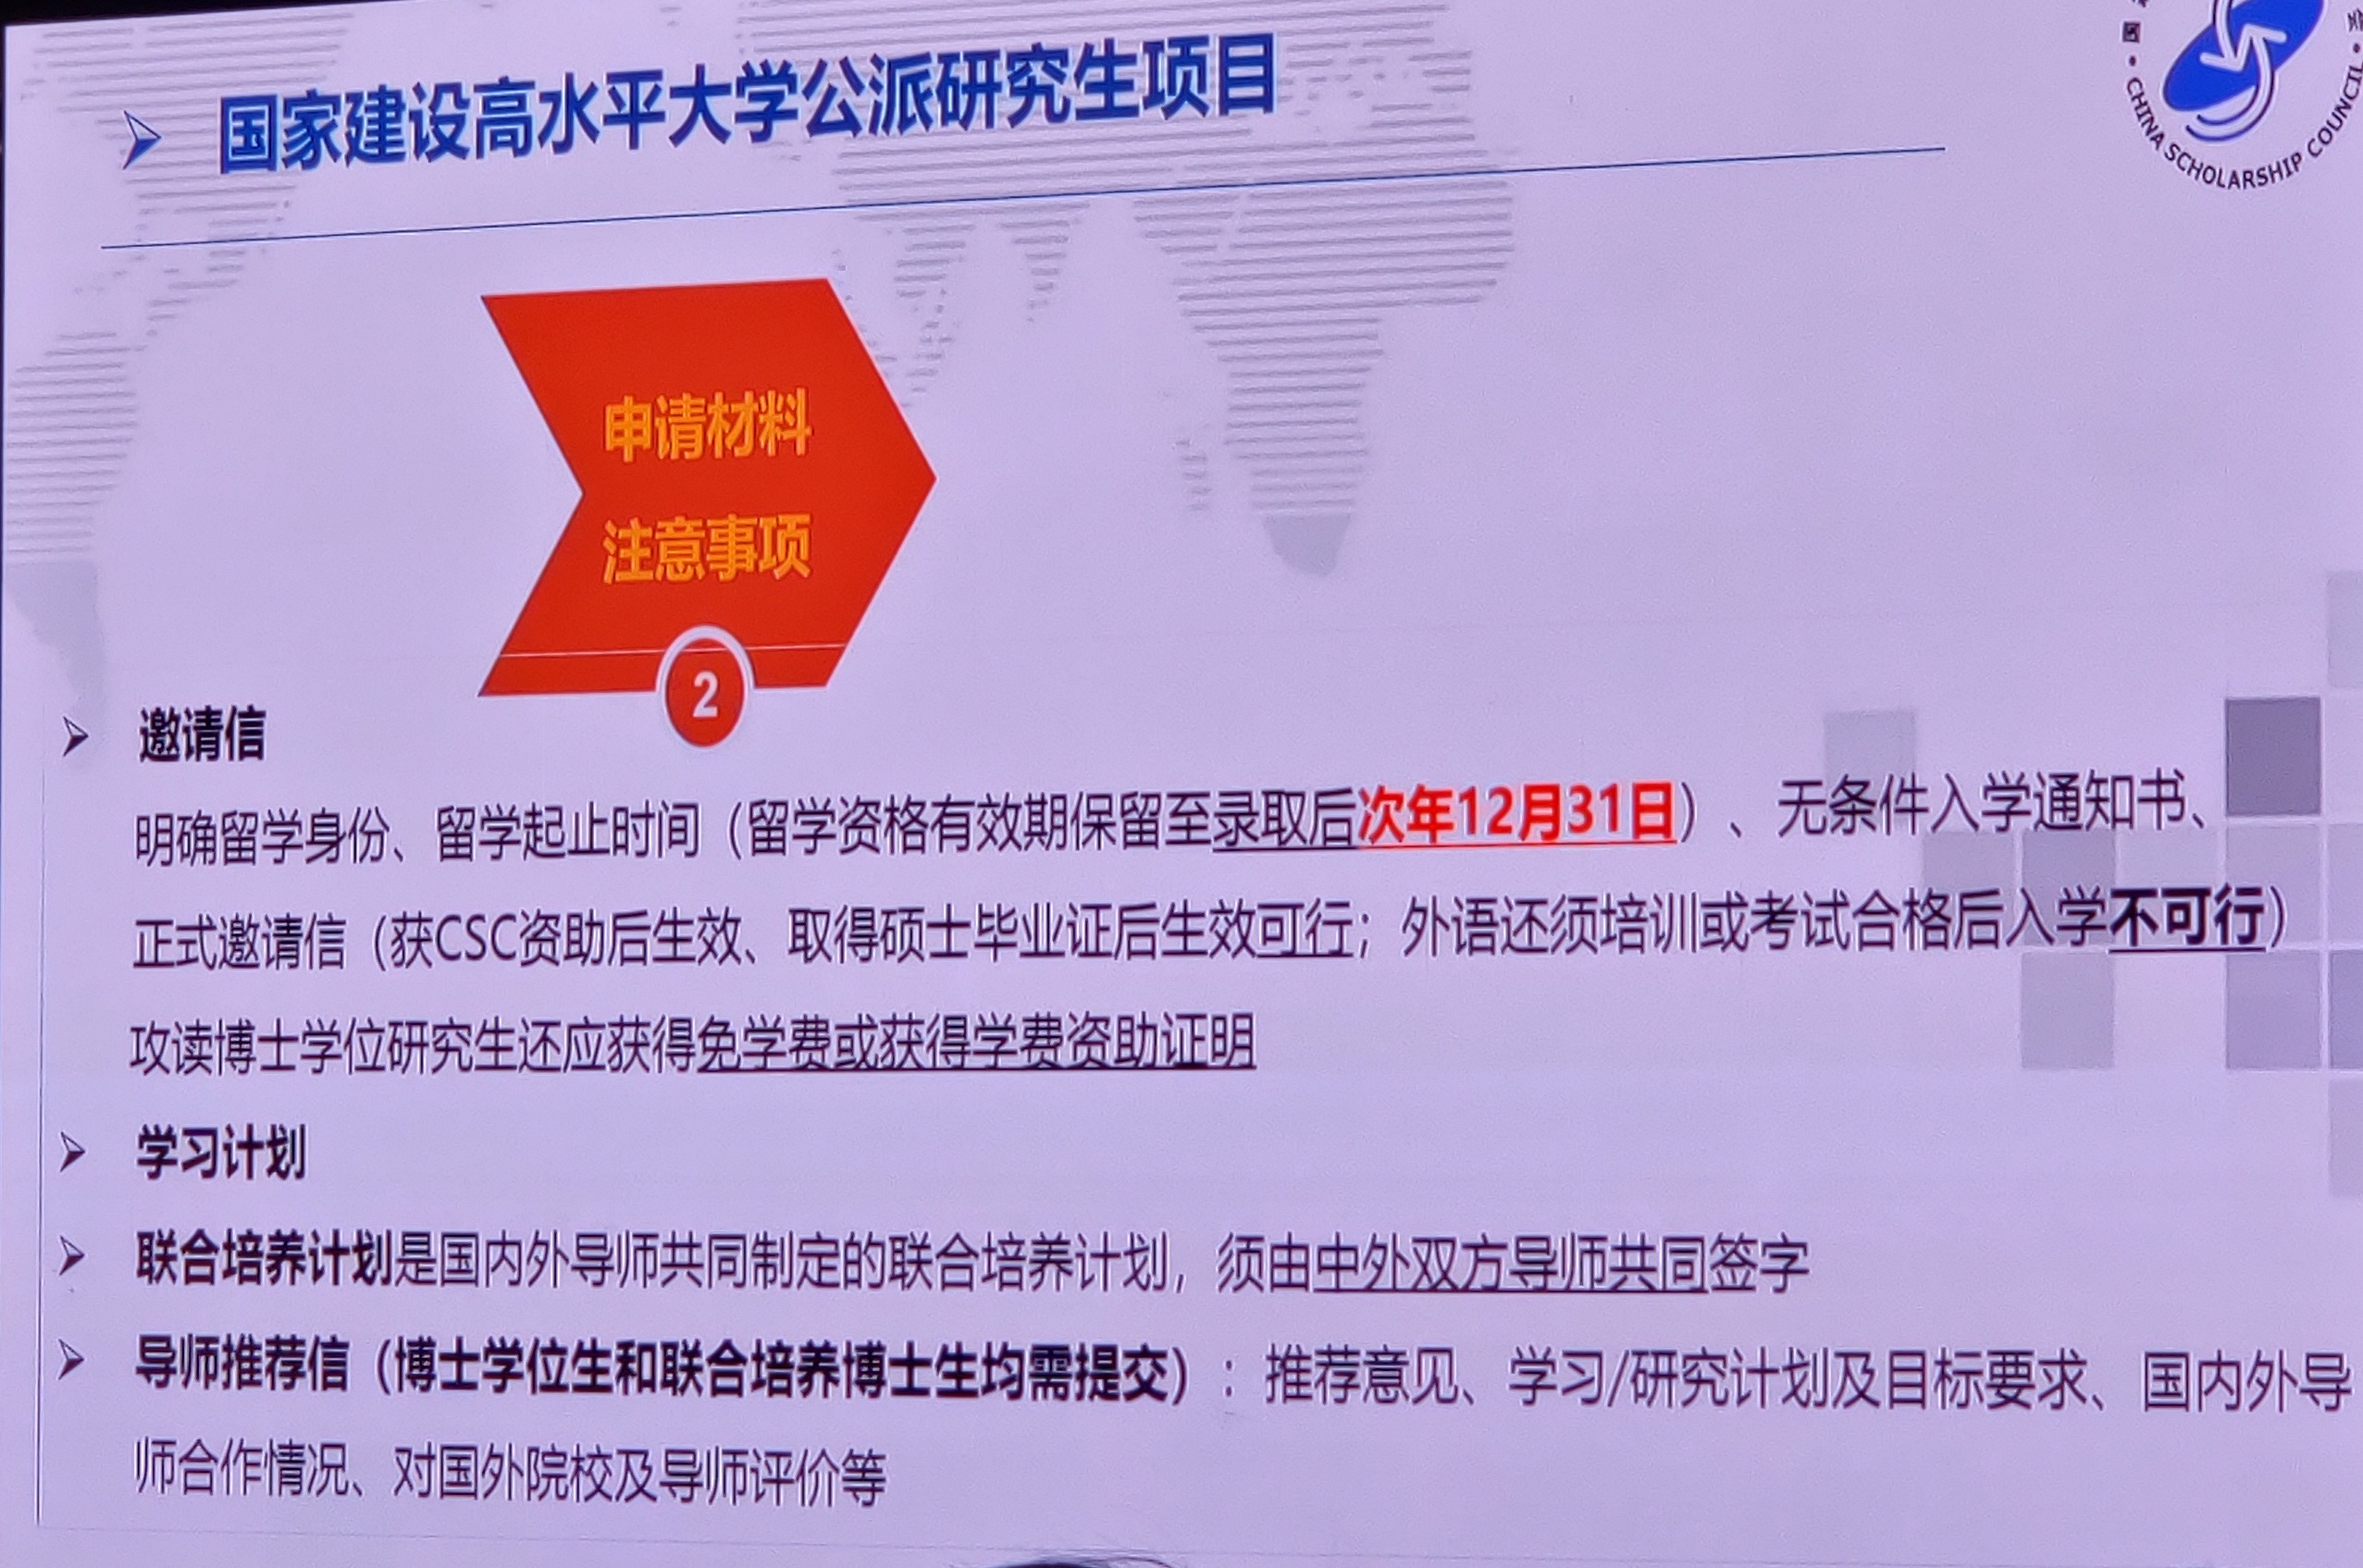 国家建设高水平大学公派研究生项目
国
CHINA SCHOLARSHIP COUNCIL
申请材料
注意事项
2
邀请信
明确留学身份、留学起止时间（留学资格有效期保留至录取后次年12月31日）、无条件入学通知书、
正式邀请信（获CSC资助后生效、取得硕士毕业证后生效可行；外语还须培训或考试合格后入学不可行）
攻读博士学位研究生还应获得免学费或获得学费资助证明
学习计划
联合培养计划是国内外导师共同制定的联合培养计划，须由中外双方导师共同签字
导师推荐信（博士学位生和联合培养博士生均需提交）：推荐意见、学习/研究计划及目标要求、国内外导
师合作情况、对国外院校及导师评价等